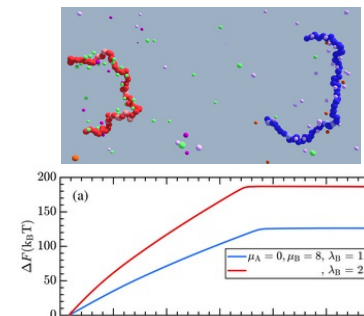 200
(a)
150
100
50
0
ΔF(k_BT)
μ_A = 0, μ_B = 8, λ_B = 1
, λ_B = 2